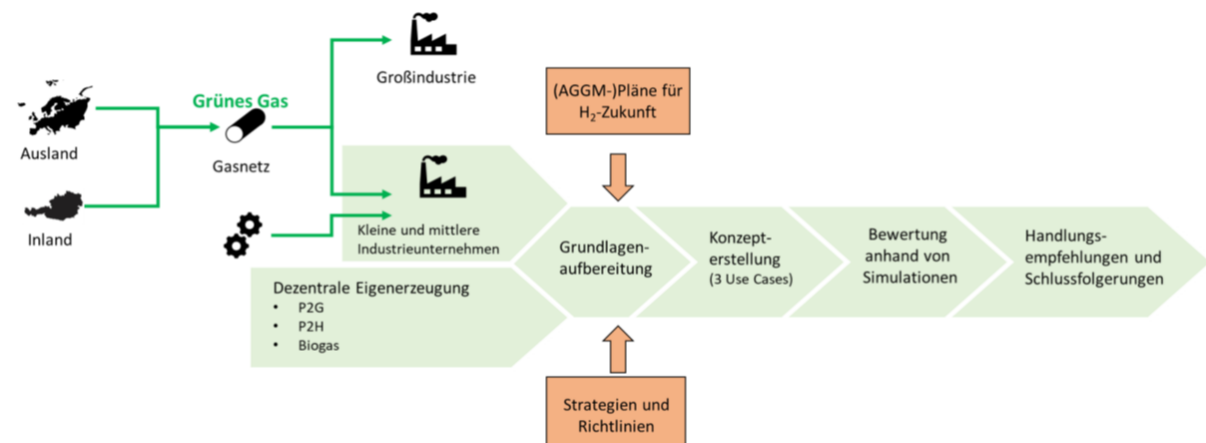 Großindustrie
Grünes Gas
Ausland
Gasnetz
Inland
Kleine und mittlere
Industrieunternehmen
Dezentrale Eigenerzeugung
• P2G
• P2H
• Biogas
(AGGM-)Pläne für
H₂-Zukunft
Grundlagen-
aufbereitung
Strategien und
Richtlinien
Konzept-
erstellung
(3 Use Cases)
Bewertung
anhand von
Simulationen
Handlungs-
empfehlungen und
Schlussfolgerungen